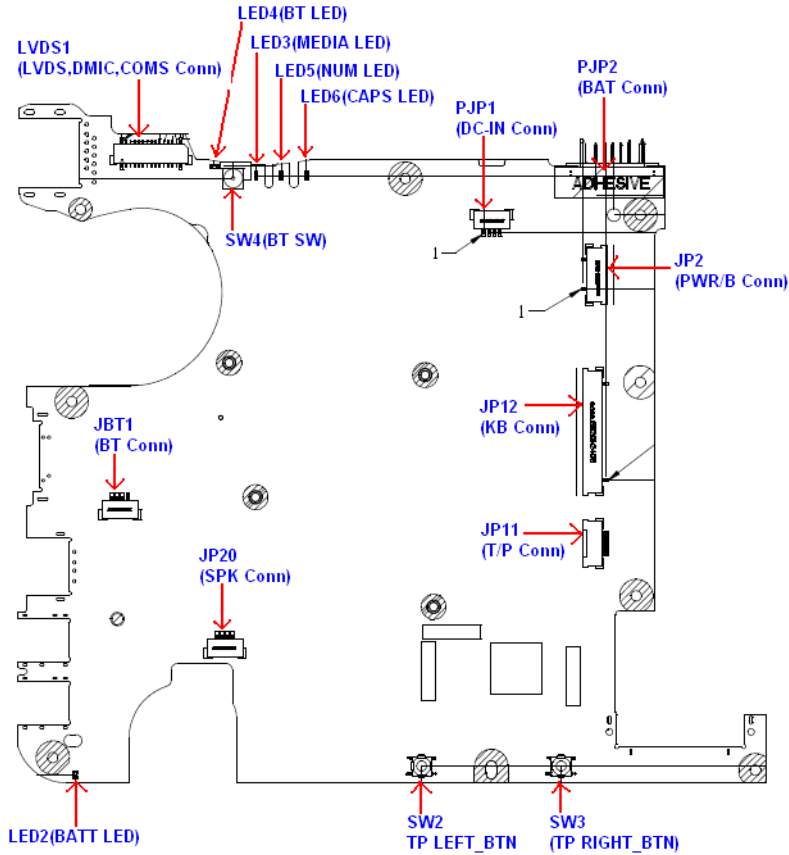 LED4(BT LED)
LVDS1
(LVDS,DMIC,COMS Conn)
LED3(MEDIA LED)
LED5(NUM LED)
LED6(CAPS LED)
PJP1
(DC-IN Conn)
PJP2
(BAT Conn)
ADHESIVE
SW4(BT SW)
1
JP2
(PWR/B Conn)
1
JP12
(KB Conn)
JBT1
(BT Conn)
JP11
(T/P Conn)
JP20
(SPK Conn)
LED2(BATT LED)
SW2
TP LEFT_BTN
SW3
(TP RIGHT_BTN)